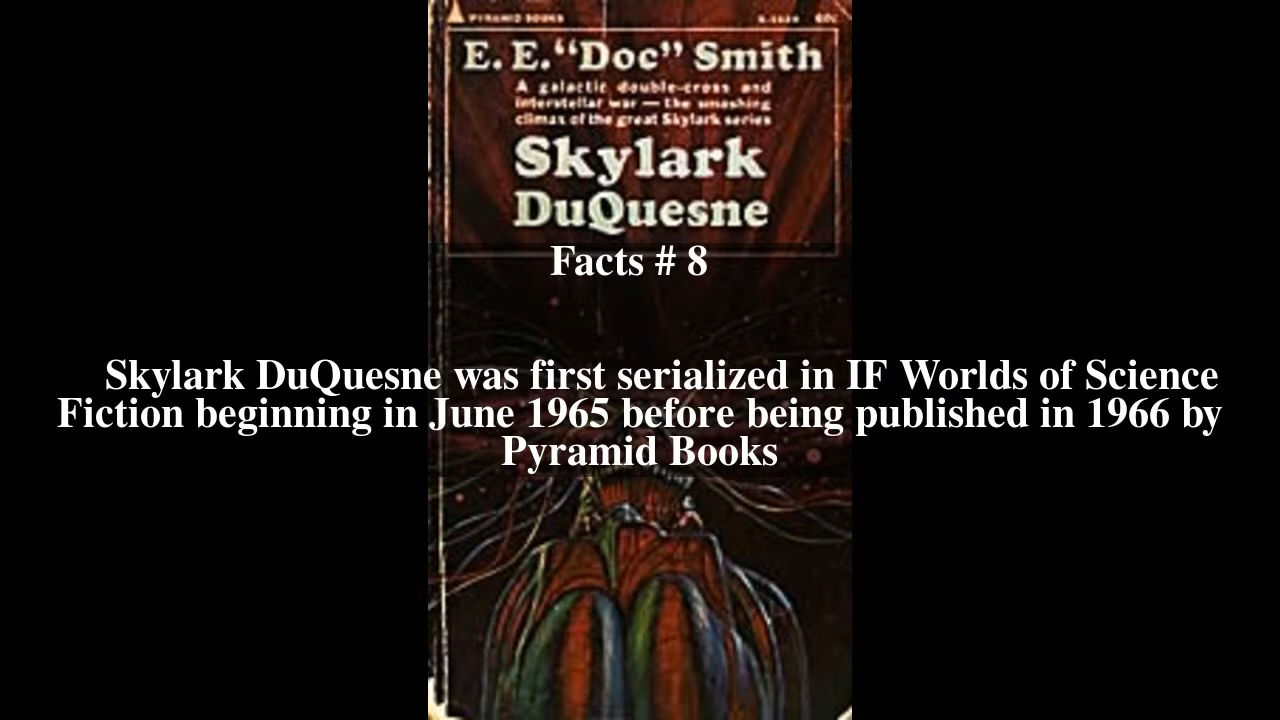 PYRAMID BOOKS 60c
E. E. “Doc” Smith
A galactic double-cross and
interstellar war — the smashing
climax of the great Skylark series
Skylark
DuQuesne
Facts # 8
Skylark DuQuesne was first serialized in IF Worlds of Science
Fiction beginning in June 1965 before being published in 1966 by
Pyramid Books